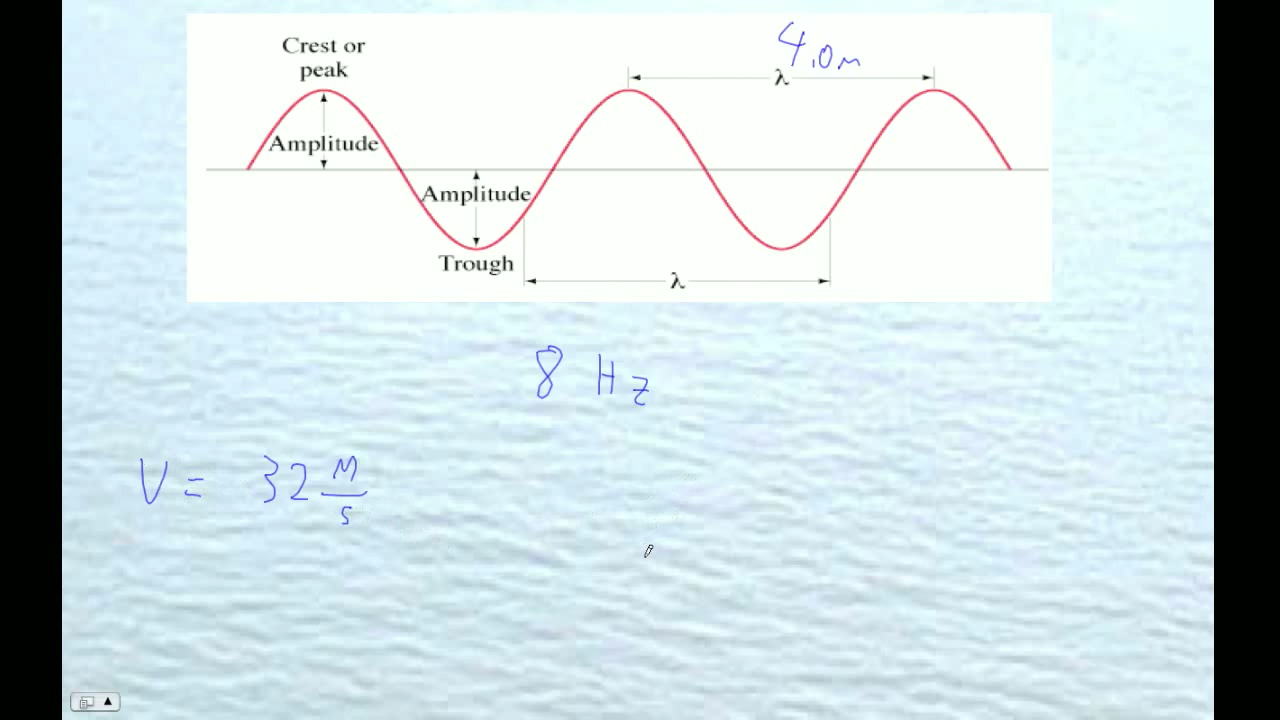 4.0m
Crest or
peak
λ
Amplitude
Amplitude
Trough
λ
8 Hz
V = 32 M/s